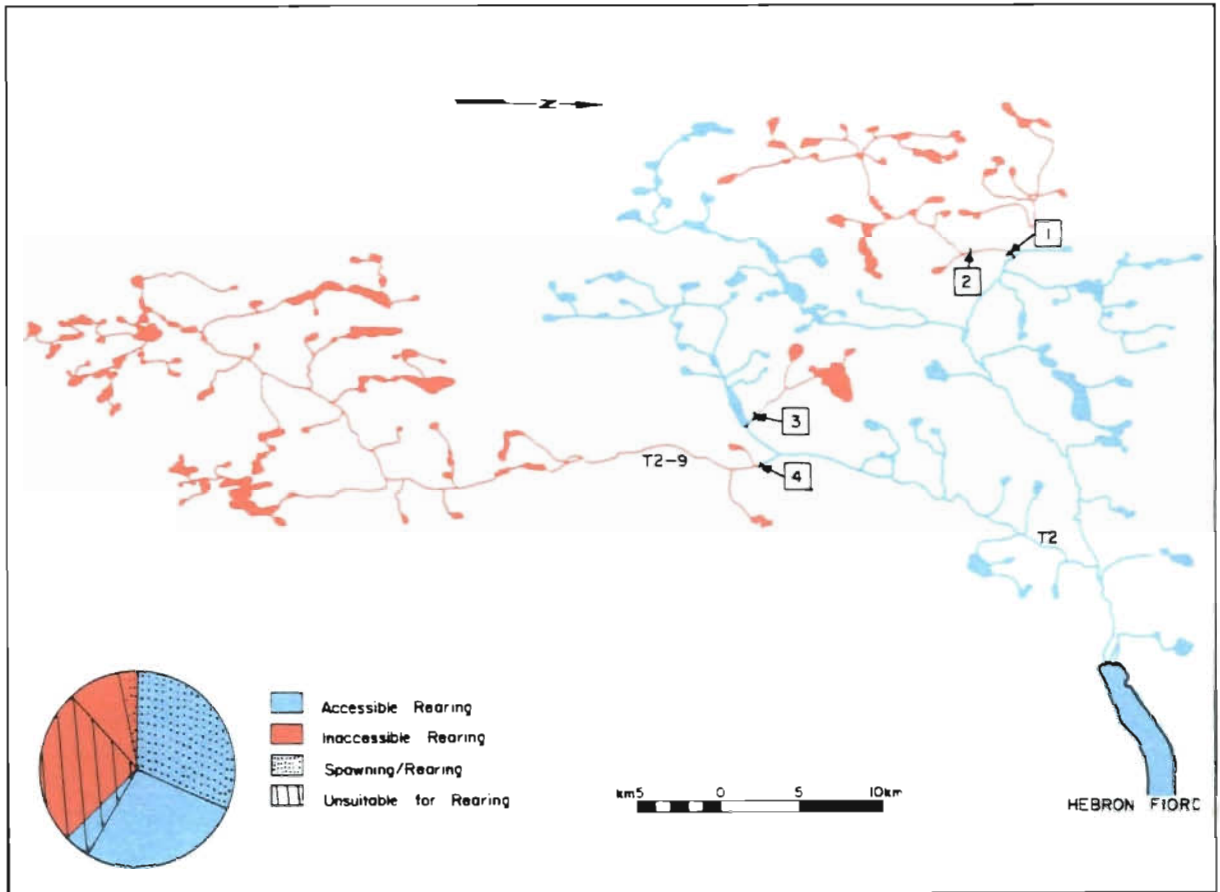 N
1
2
3
T2-9
4
T2
Accessible Rearing
Inaccessible Rearing
Spawning/Rearing
Unsuitable for Rearing
km5 0 5 10km
HEBRON FIORD